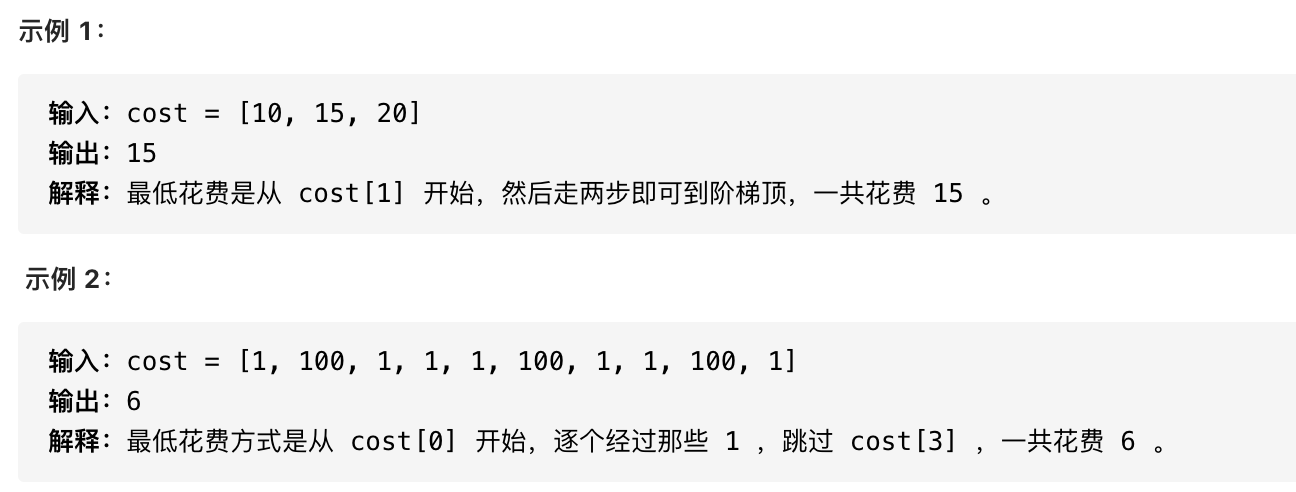 示例 1：
输入：cost = [10, 15, 20]
输出：15
解释：最低花费是从 cost[1] 开始，然后走两步即可到阶梯顶，一共花费 15 。
示例 2：
输入：cost = [1, 100, 1, 1, 1, 100, 1, 1, 100, 1]
输出：6
解释：最低花费方式是从 cost[0] 开始，逐个经过那些 1 ，跳过 cost[3] ，一共花费 6 。